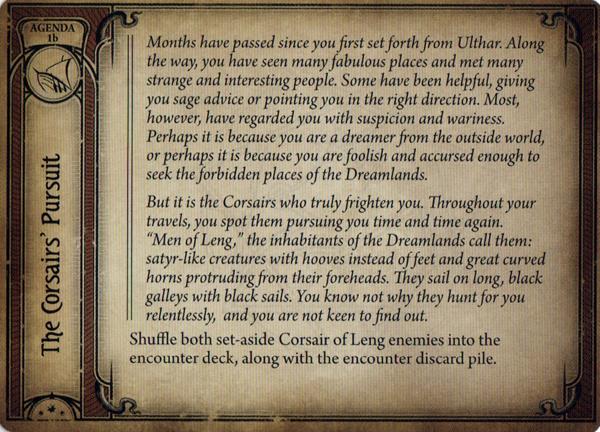 AGENDA
1b
The Corsairs' Pursuit
Months have passed since you first set forth from Ulthar. Along
the way, you have seen many fabulous places and met many
strange and interesting people. Some have been helpful, giving
you sage advice or pointing you in the right direction. Most,
however, have regarded you with suspicion and wariness.
Perhaps it is because you are a dreamer from the outside world,
or perhaps it is because you are foolish and accursed enough to
seek the forbidden places of the Dreamlands.
But it is the Corsairs who truly frighten you. Throughout your
travels, you spot them pursuing you time and time again.
“Men of Leng,” the inhabitants of the Dreamlands call them:
satyr-like creatures with hooves instead of feet and great curved
horns protruding from their foreheads. They sail on long, black
galleys with black sails. You know not why they hunt for you
relentlessly, and you are not keen to find out.
Shuffle both set-aside Corsair of Leng enemies into the
encounter deck, along with the encounter discard pile.